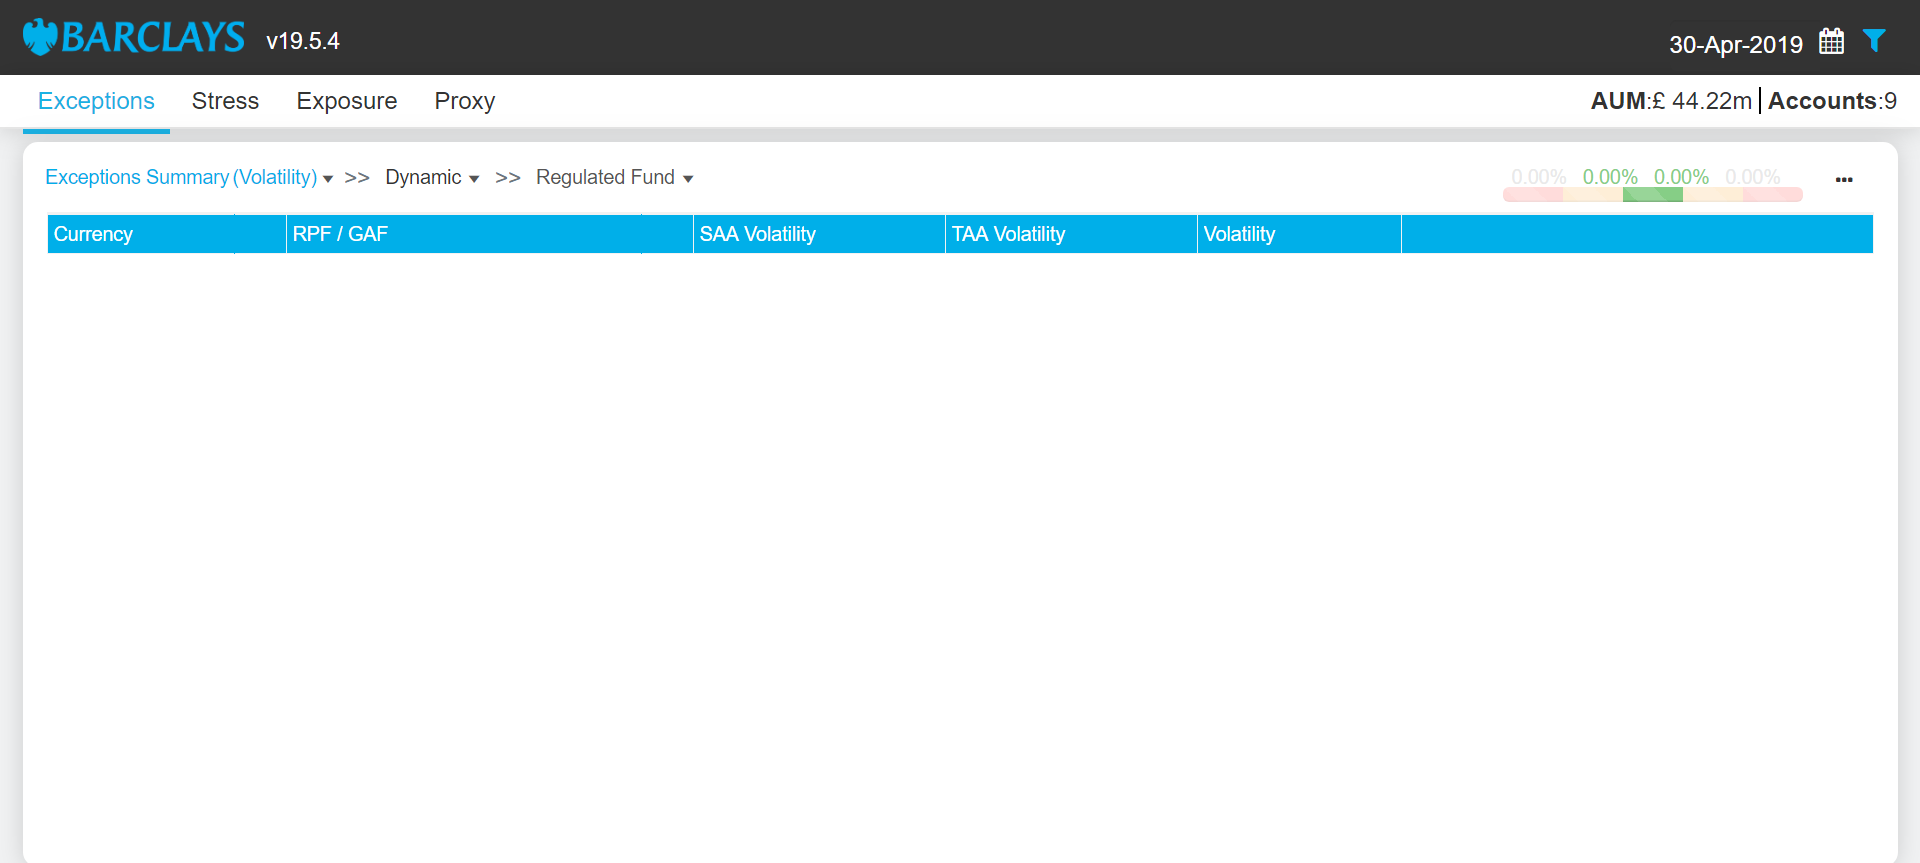 BARCLAYS v19.5.4 30-Apr-2019
Exceptions Stress Exposure Proxy AUM:£ 44.22m Accounts:9
Exceptions Summary (Volatility) >> Dynamic >> Regulated Fund 0.00% 0.00% 0.00% 0.00%
Currency RPF / GAF SAA Volatility TAA Volatility Volatility